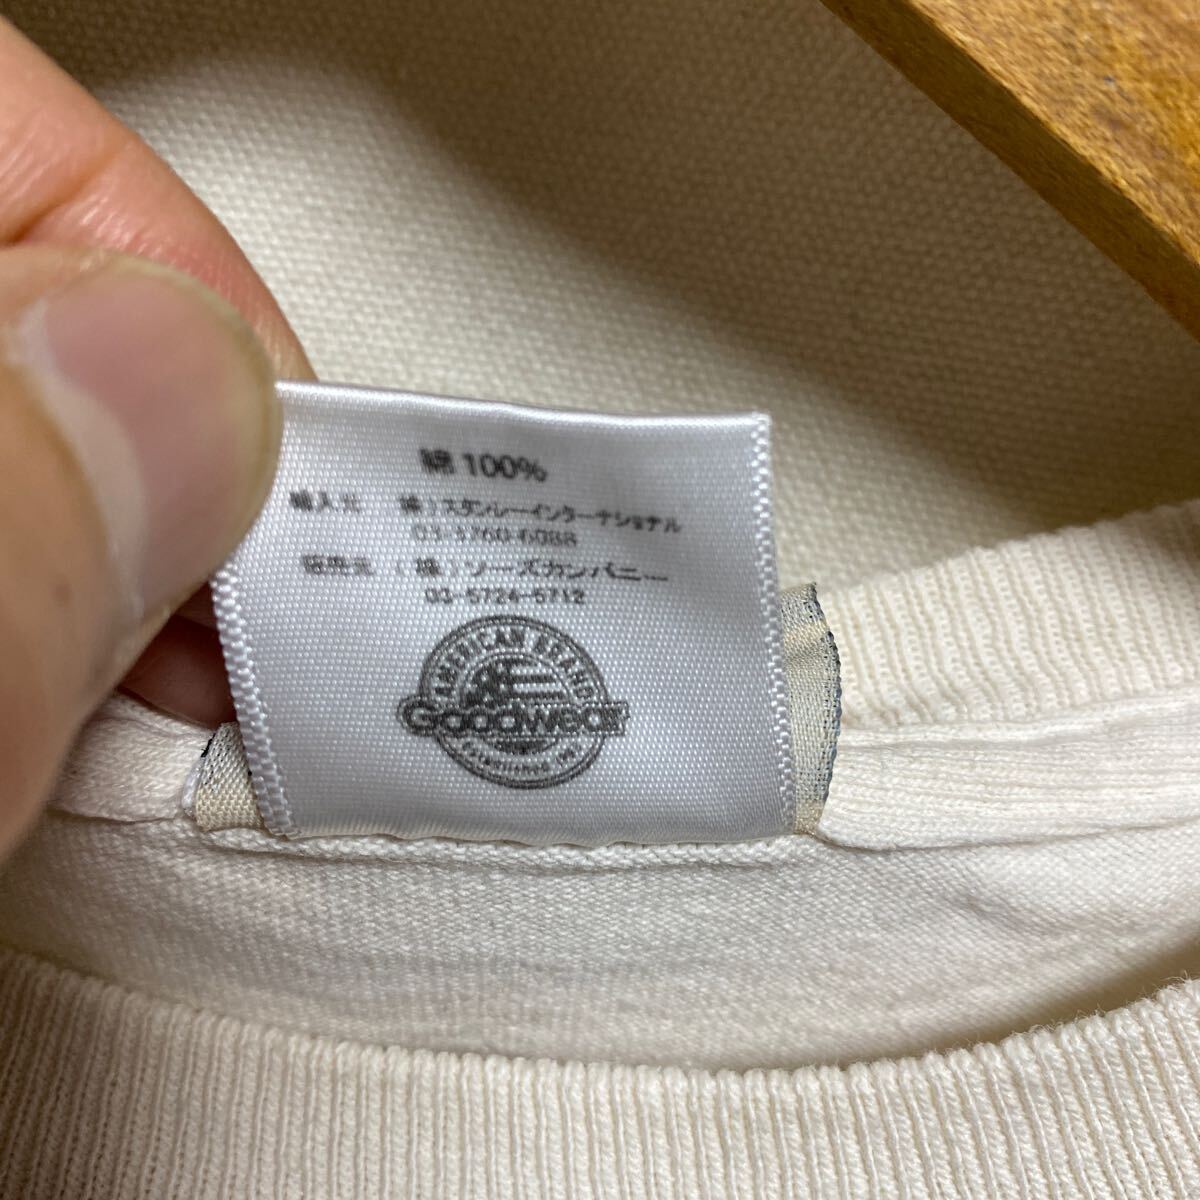 綿 100%
輸入元 (株)スタンレーインターナショナル
03-5760-6088
販売元 (株)ソーズカンパニー
03-5724-5712
AMERICAN BRAND
Goodwear